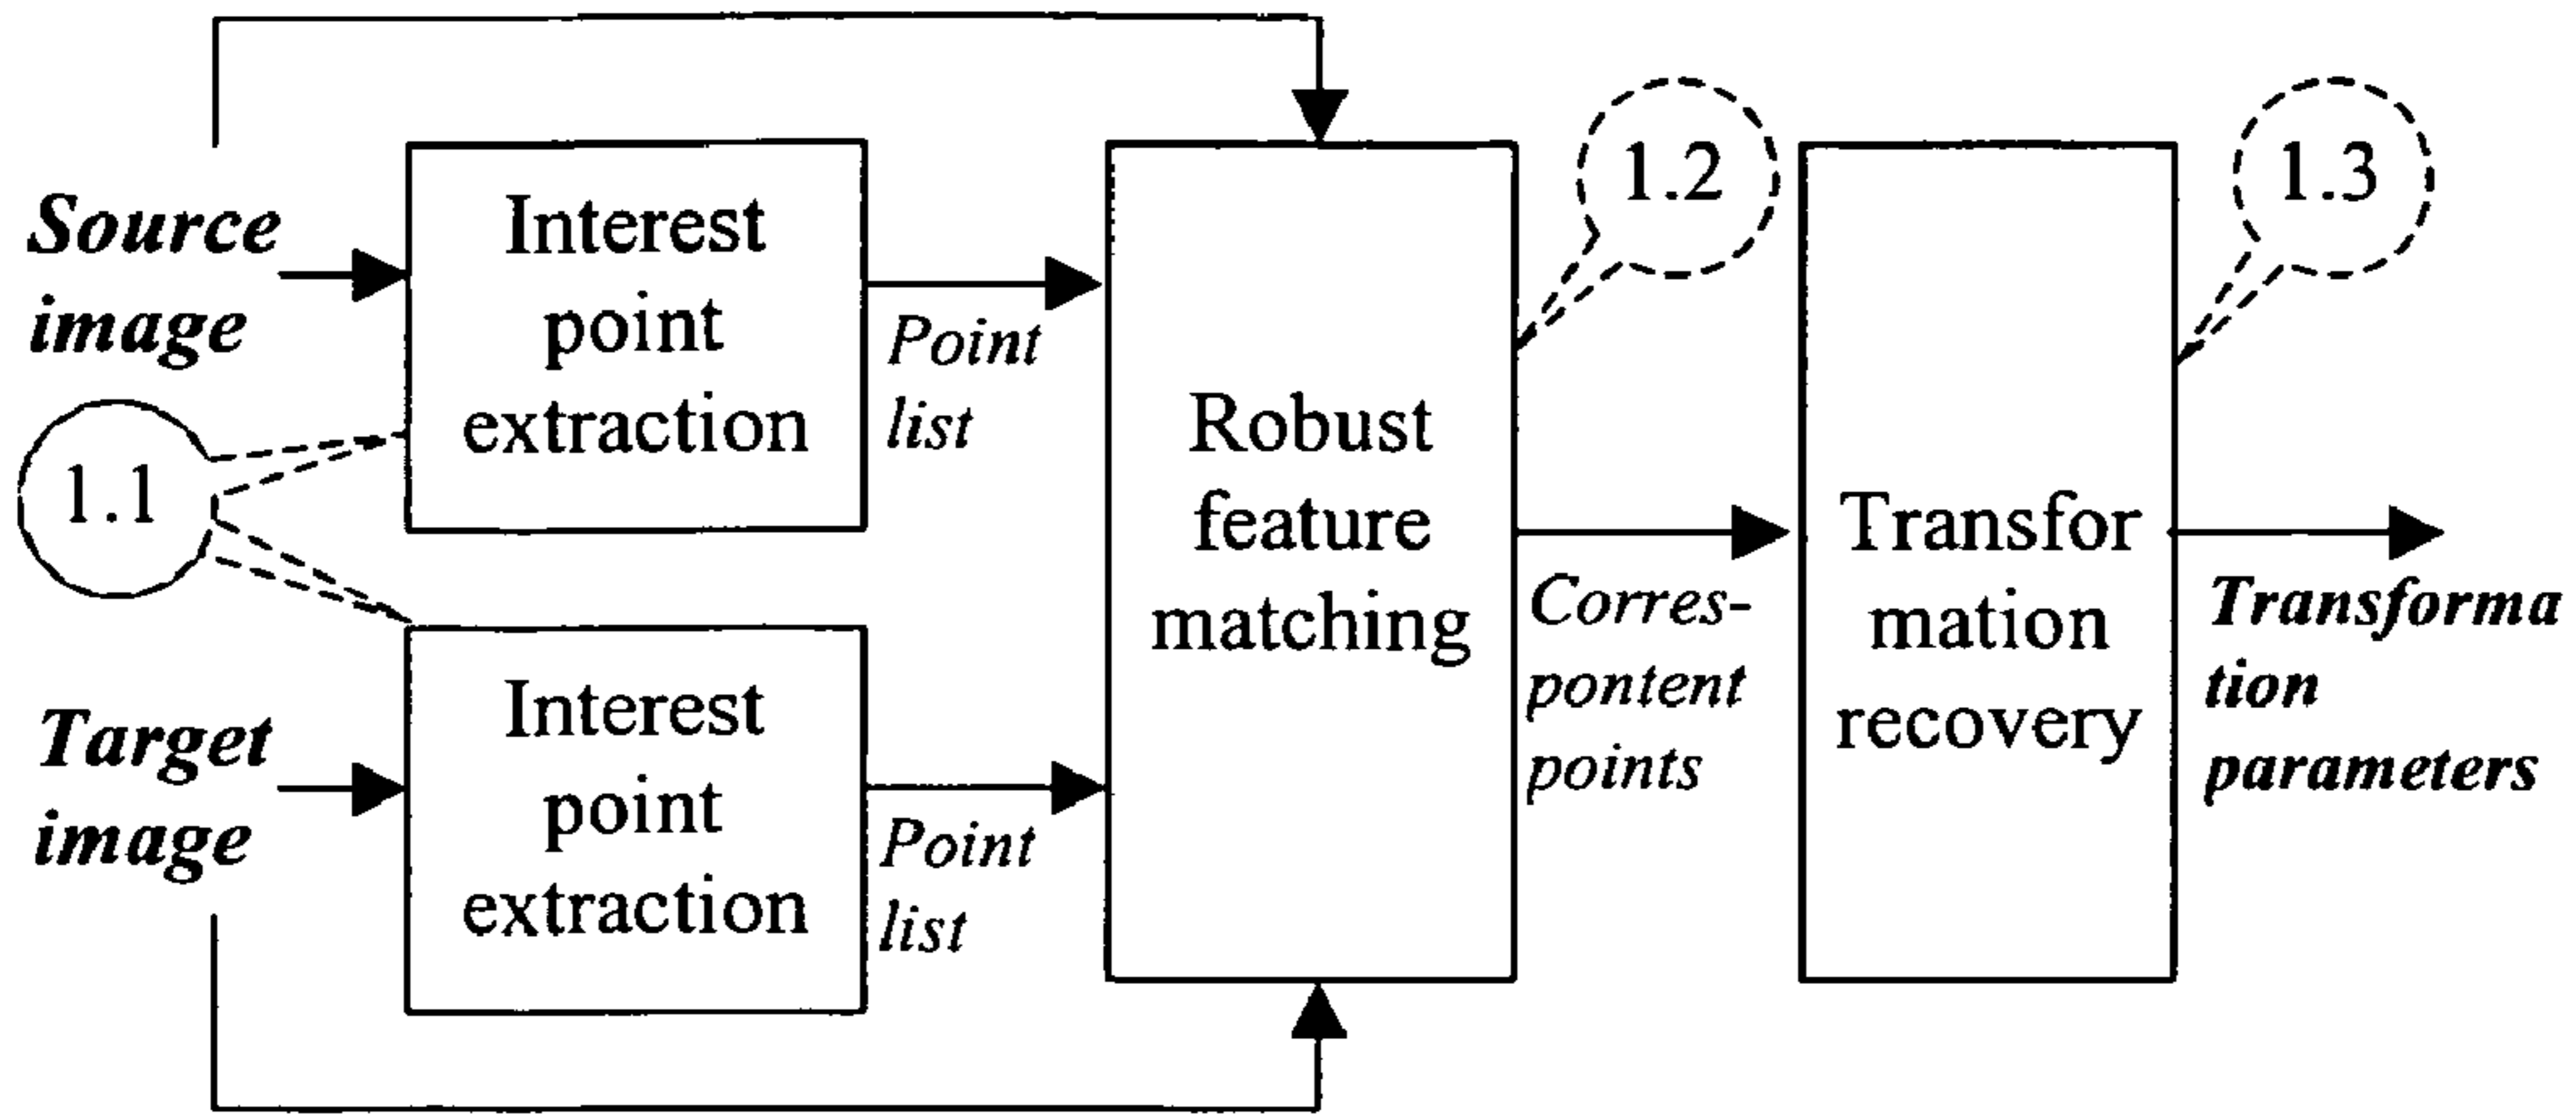 Source
image
1.1
Target
image
Interest
point
extraction
Point
list
Interest
point
extraction
Point
list
Robust
feature
matching
1.2
Corres-
pontent
points
Transfor
mation
recovery
1.3
Transforma
tion
parameters